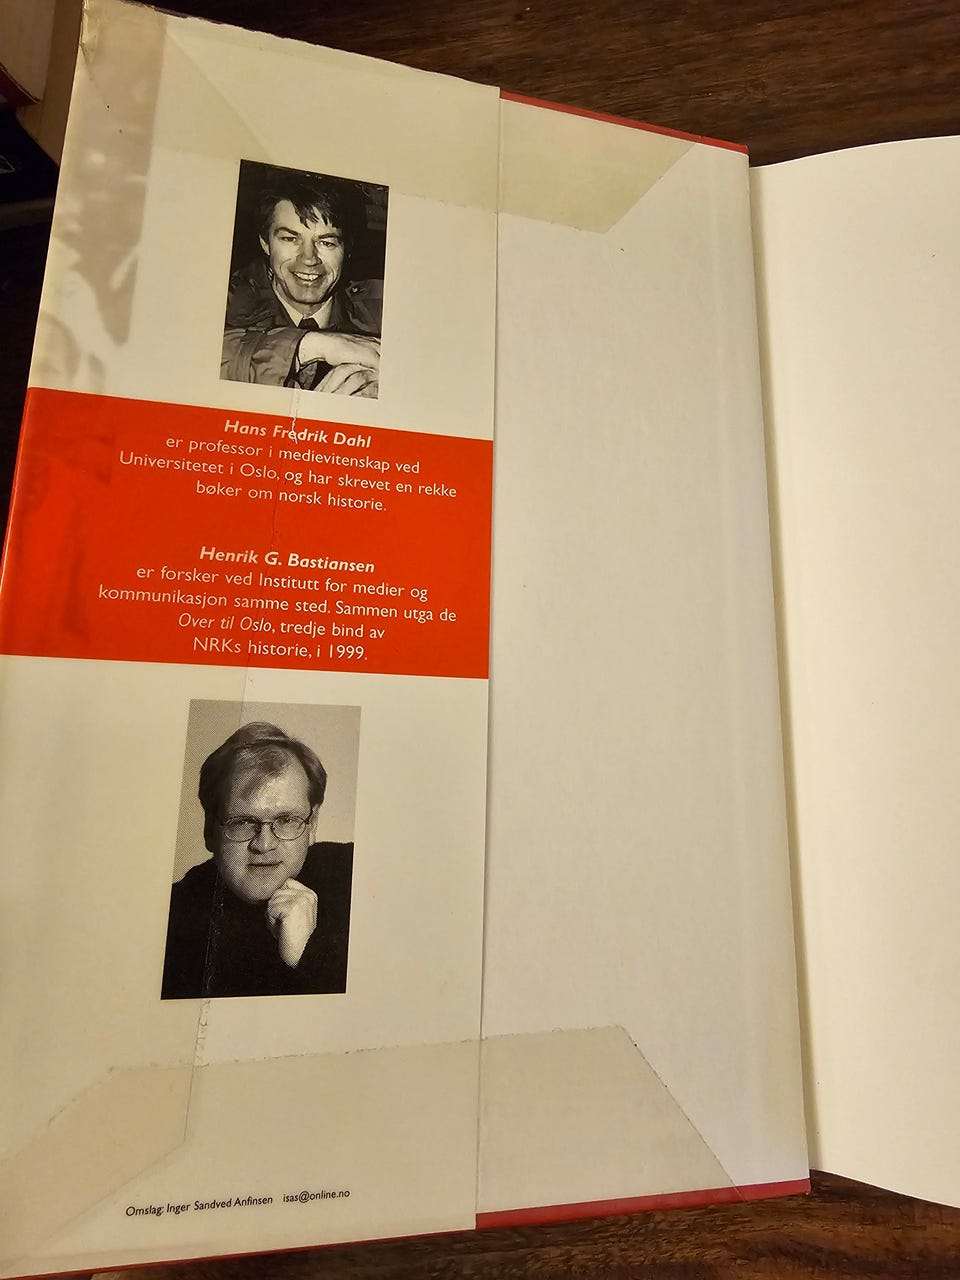 Hans Fredrik Dahl
er professor i medievitenskap ved
Universitetet i Oslo, og har skrevet en rekke
bøker om norsk historie.
Henrik G. Bastiansen
er forsker ved Institutt for medier og
kommunikasjon samme sted. Sammen utga de
Over til Oslo, tredje bind av
NRKs historie, i 1999.
Omslag: Inger Sandved Anfinsen isas@online.no